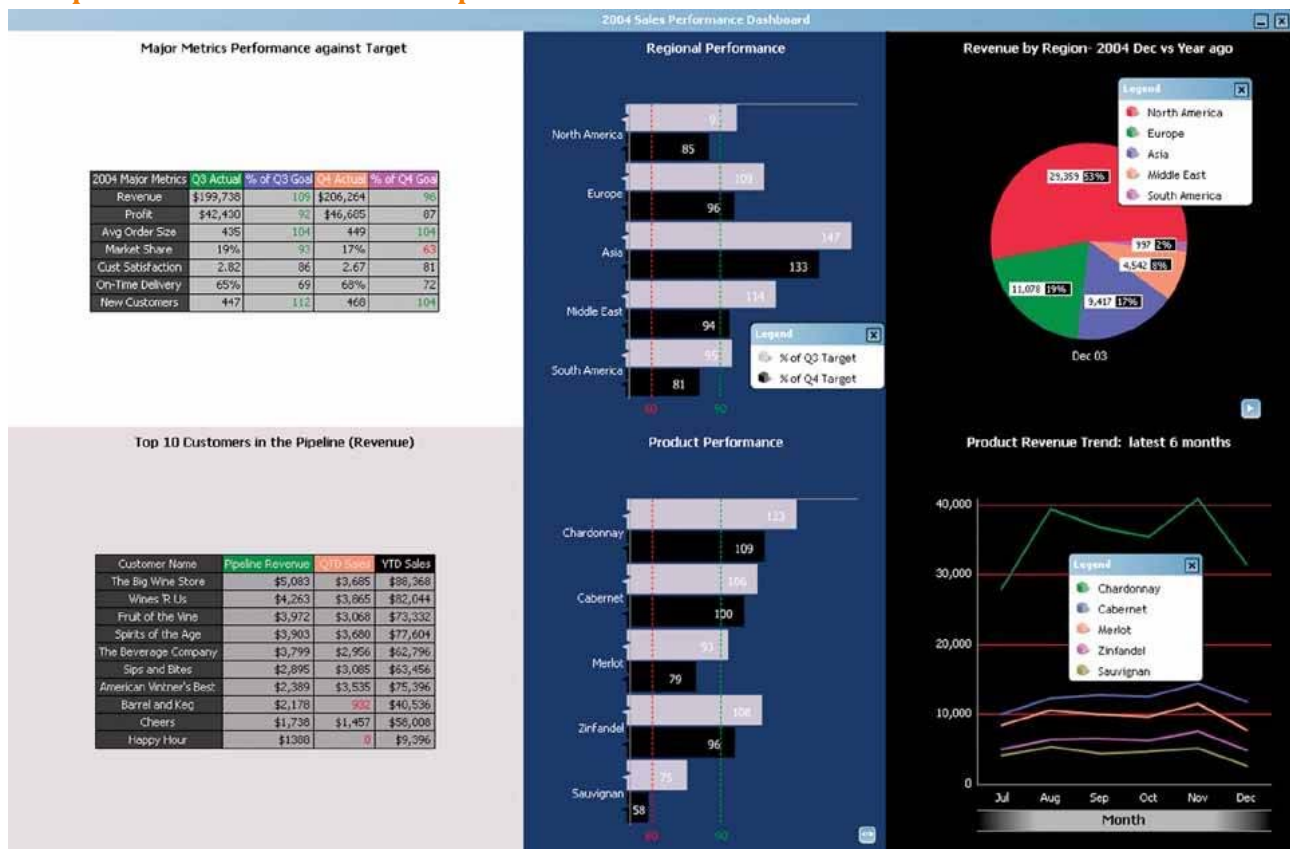 2004 Sales Performance Dashboard
Major Metrics Performance against Target
2004 Major Metrics Q3 Actual % of Q3 Goal Q4 Actual % of Q4 Goal
Revenue $199,738 109 $206,264 96
Profit $42,430 92 $46,685 87
Avg Order Size 435 104 449 104
Market Share 19% 93 17% 63
Cust Satisfaction 2.82 86 2.67 81
On-Time Delivery 65% 69 68% 72
New Customers 447 112 468 104
Regional Performance
North America
85
Europe
103
96
Asia
147
133
Middle East
114
94
South America
95
81
60 90
Legend
% of Q3 Target
% of Q4 Target
Revenue by Region- 2004 Dec vs Year ago
Legend
North America
Europe
Asia
Middle East
South America
29,359 53%
997 2%
4,542 8%
9,417 17%
11,078 19%
Dec 03
Top 10 Customers in the Pipeline (Revenue)
Customer Name Pipeline Revenue QTD Sales YTD Sales
The Big Wine Store $5,083 $3,685 $88,368
Wines 'R Us $4,263 $3,865 $82,044
Fruit of the Vine $3,972 $3,068 $73,332
Spirits of the Age $3,903 $3,680 $77,604
The Beverage Company $3,799 $2,956 $62,796
Sips and Bites $2,895 $3,085 $63,456
American Vintner's Best $2,389 $3,535 $75,396
Barrel and Keg $2,178 932 $40,536
Cheers $1,738 $1,457 $58,008
Happy Hour $1388 0 $9,396
Product Performance
Chardonnay
123
109
Cabernet
106
100
Merlot
93
79
Zinfandel
108
96
Sauvignan
75
58
60 90
Product Revenue Trend: latest 6 months
40,000
30,000
20,000
10,000
0
Legend
Chardonnay
Cabernet
Merlot
Zinfandel
Sauvignan
Jul Aug Sep Oct Nov Dec
Month